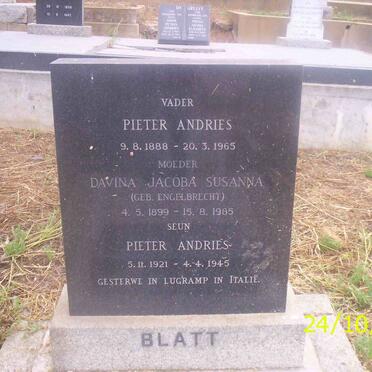 VADER
PIETER ANDRIES
9. 8. 1888 - 20. 3. 1965
MOEDER
DAVINA JACOBA SUSANNA
(GEB. ENGELBRECHT)
4. 5. 1899 - 15. 8. 1985
SEUN
PIETER ANDRIES
5. 11. 1921 - 4. 4. 1945
GESTERWE IN LUGRAMP IN ITALIË.
BLATT
24/10